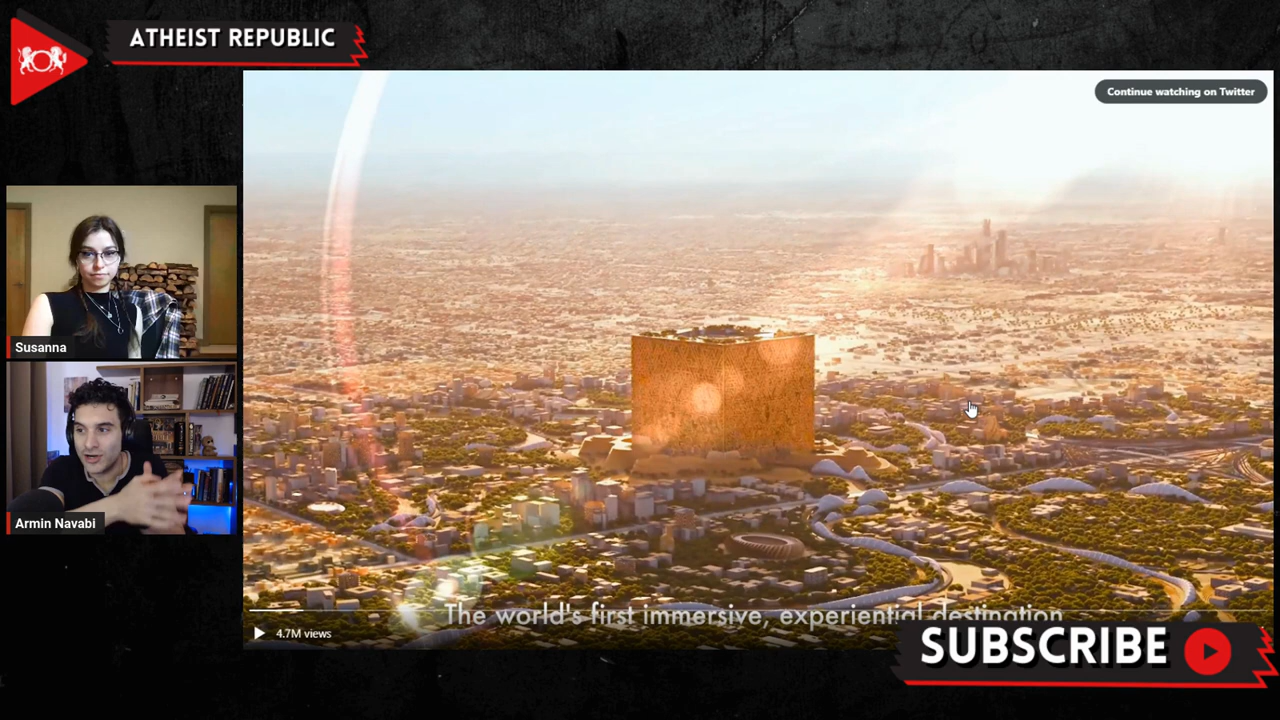 ATHEIST REPUBLIC
Continue watching on Twitter
Susanna
Armin Navabi
The world's first immersive, experiential destination
4.7M views
SUBSCRIBE